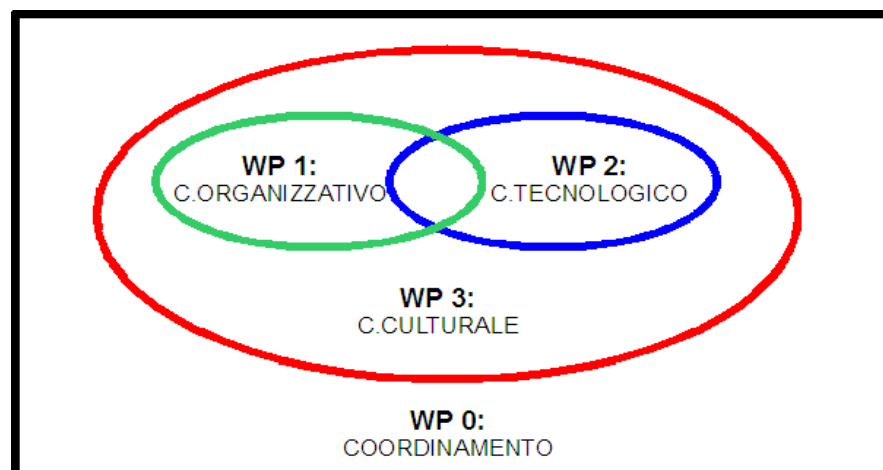 WP 1:
C.ORGANIZZATIVO
WP 2:
C.TECNOLOGICO
WP 3:
C.CULTURALE
WP 0:
COORDINAMENTO